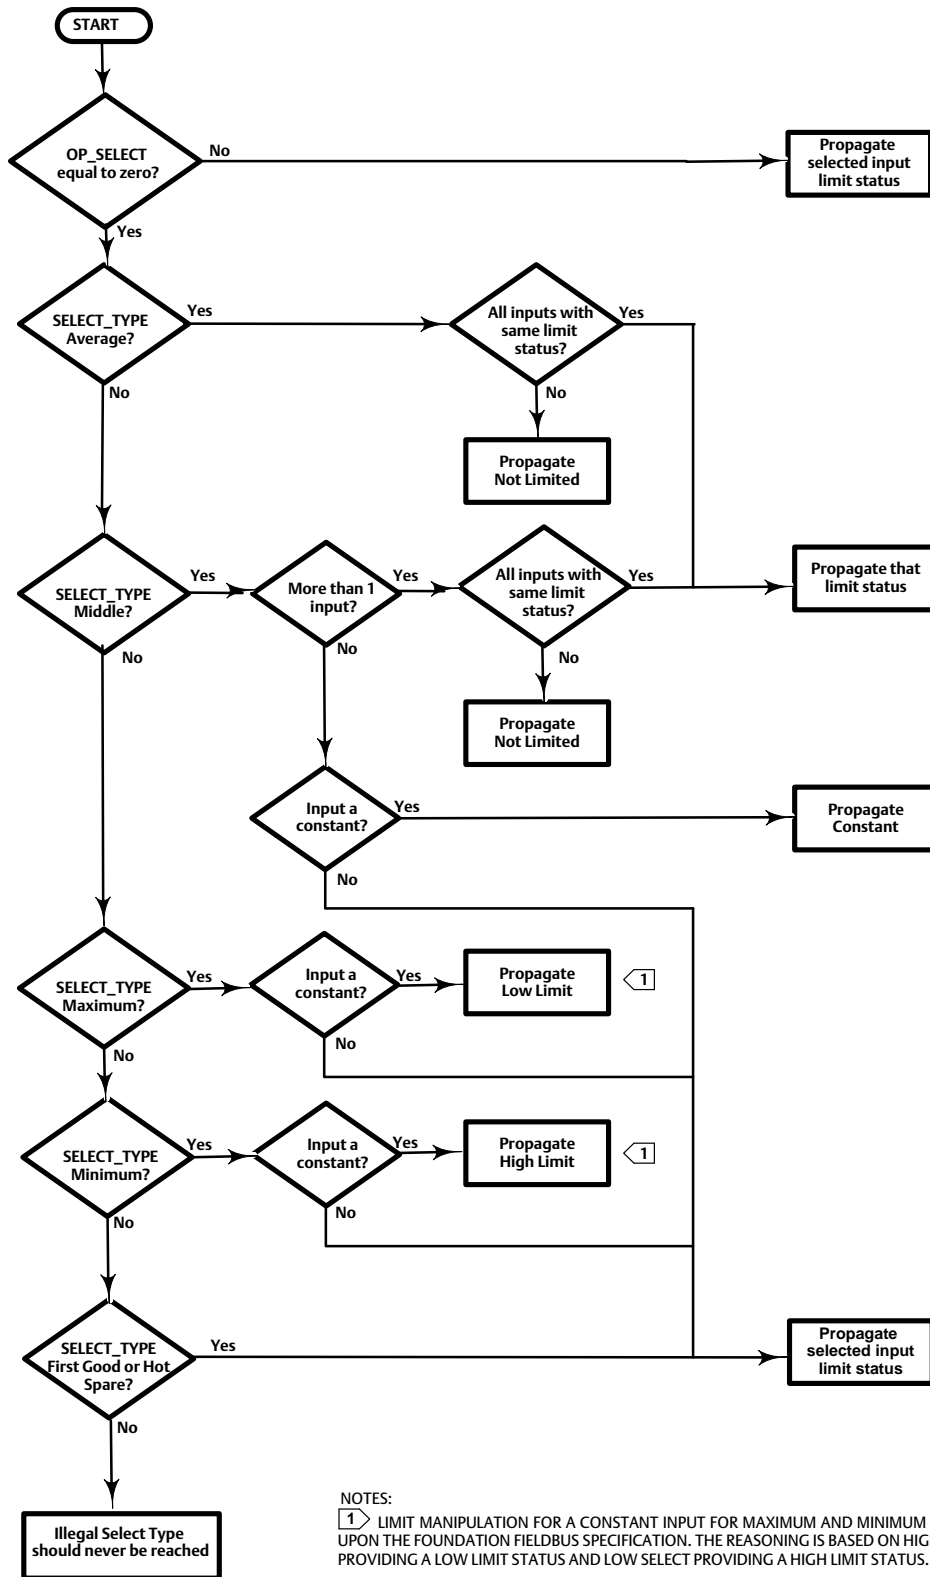 START
OP_SELECT
equal to zero?
No
Propagate
selected input
limit status
Yes
SELECT_TYPE
Average?
Yes
All inputs with
same limit
status?
Yes
No
No
Propagate
Not Limited
SELECT_TYPE
Middle?
Yes
More than 1
input?
Yes
All inputs with
same limit
status?
Yes
Propagate that
limit status
No
No
No
Propagate
Not Limited
Input a
constant?
Yes
Propagate
Constant
No
SELECT_TYPE
Maximum?
Yes
Input a
constant?
Yes
Propagate
Low Limit
1
No
No
SELECT_TYPE
Minimum?
Yes
Input a
constant?
Yes
Propagate
High Limit
1
No
No
SELECT_TYPE
First Good or Hot
Spare?
Yes
Propagate
selected input
limit status
No
Illegal Select Type
should never be reached
NOTES:
1 LIMIT MANIPULATION FOR A CONSTANT INPUT FOR MAXIMUM AND MINIMUM
UPON THE FOUNDATION FIELDBUS SPECIFICATION. THE REASONING IS BASED ON HIG
PROVIDING A LOW LIMIT STATUS AND LOW SELECT PROVIDING A HIGH LIMIT STATUS.